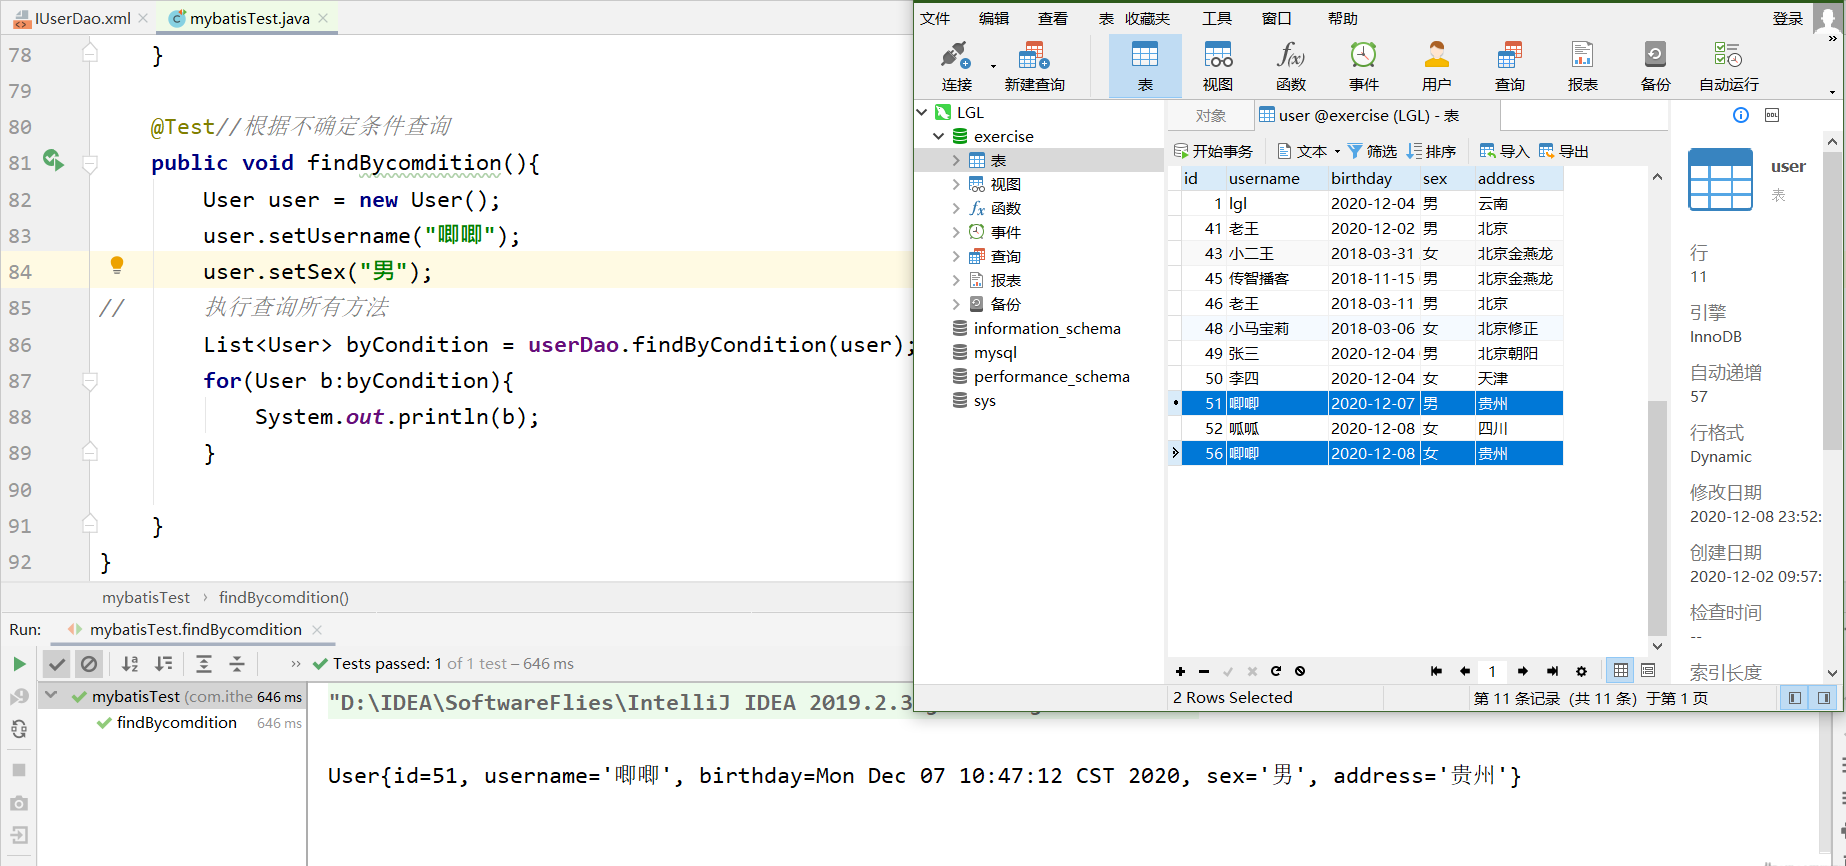 IUserDao.xml
mybatisTest.java
78 }
79
80 @Test//根据不确定条件查询
81 public void findBycomdition(){
82 User user = new User();
83 user.setUsername("唧唧");
84 user.setSex("男");
85 // 执行查询所有方法
86 List<User> byCondition = userDao.findByCondition(user);
87 for(User b:byCondition){
88 System.out.println(b);
89 }
90
91 }
92 }
mybatisTest › findBycomdition()
Run: mybatisTest.findBycomdition
Tests passed: 1 of 1 test – 646 ms
mybatisTest (com.ithe 646 ms
findBycomdition 646 ms
"D:\IDEA\SoftwareFlies\IntelliJ IDEA 2019.2.3
User{id=51, username='唧唧', birthday=Mon Dec 07 10:47:12 CST 2020, sex='男', address='贵州'}
文件 编辑 查看 表 收藏夹 工具 窗口 帮助 登录
连接 新建查询 表 视图 函数 事件 用户 查询 报表 备份 自动运行
LGL
exercise
表
视图
函数
事件
查询
报表
备份
information_schema
mysql
performance_schema
sys
对象 user @exercise (LGL) - 表
开始事务 文本 筛选 排序 导入 导出
id username birthday sex address
1 lgl 2020-12-04 男 云南
41 老王 2020-12-02 男 北京
43 小二王 2018-03-31 女 北京金燕龙
45 传智播客 2018-11-15 男 北京金燕龙
46 老王 2018-03-11 男 北京
48 小马宝莉 2018-03-06 女 北京修正
49 张三 2020-12-04 男 北京朝阳
50 李四 2020-12-04 女 天津
51 唧唧 2020-12-07 男 贵州
52 呱呱 2020-12-08 女 四川
56 唧唧 2020-12-08 女 贵州
1
2 Rows Selected 第 11 条记录 (共 11 条) 于第 1 页
DDL
user
表
行
11
引擎
InnoDB
自动递增
57
行格式
Dynamic
修改日期
2020-12-08 23:52:
创建日期
2020-12-02 09:57:
检查时间
--
索引长度